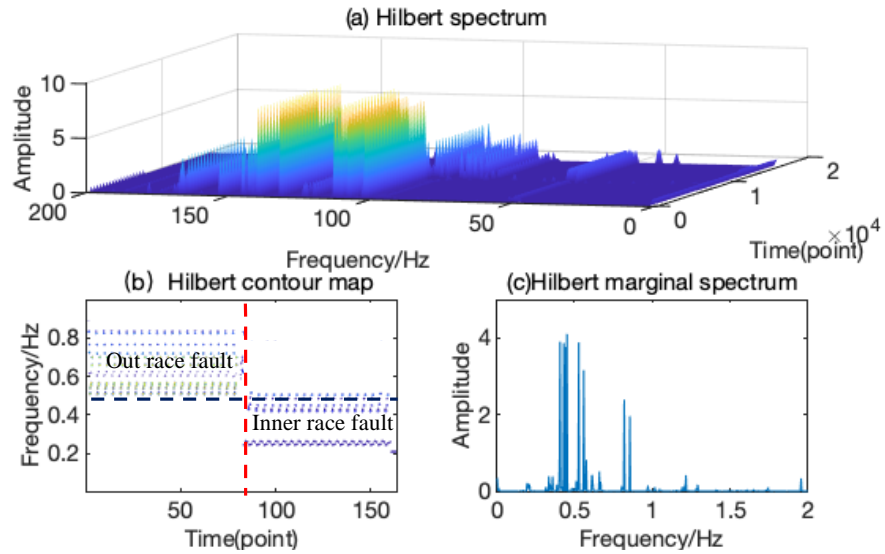 (a) Hilbert spectrum
10
5
0
Amplitude
200
150
100
50
0
0
1
2
×10⁴
Frequency/Hz
Time(point)
(b) Hilbert contour map
0.8
0.6
0.4
0.2
Frequency/Hz
Out race fault
Inner race fault
50
100
150
Time(point)
(c)Hilbert marginal spectrum
4
2
0
Amplitude
0
0.5
1
1.5
2
Frequency/Hz